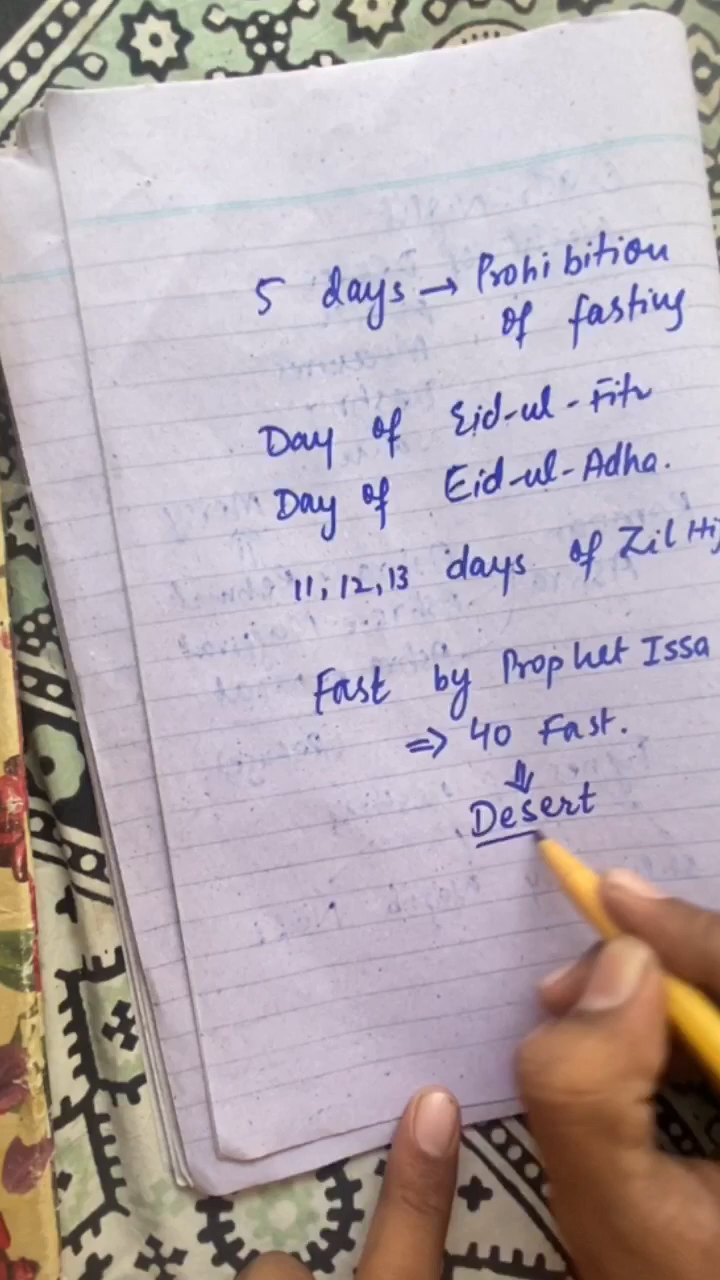 5 days → Prohibition
of fasting
Day of Eid-ul-Fitr
Day of Eid-ul-Adha.
11, 12, 13 days of Zil Hij
Fast by Prophet Issa
⇒ 40 Fast.
⇓
Desert